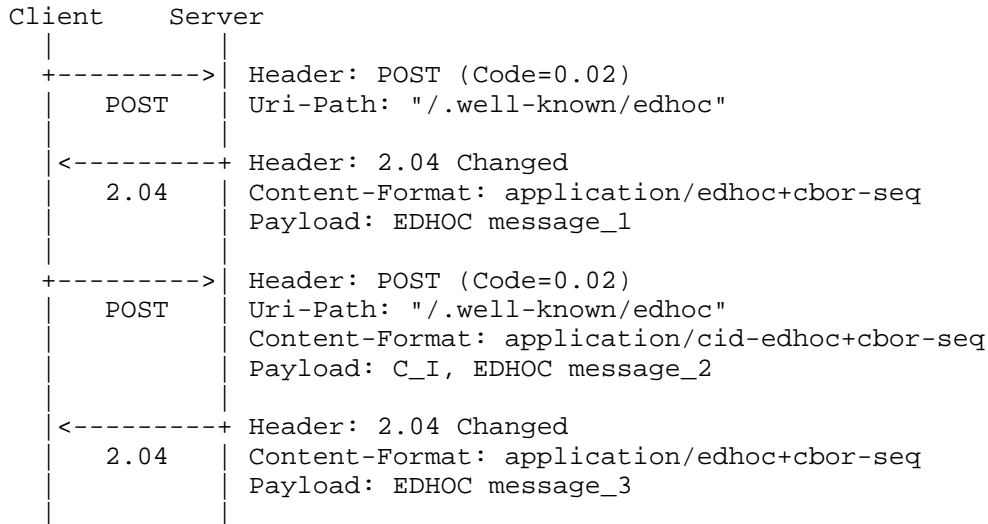 Client    Server
  |          |
  +--------->| Header: POST (Code=0.02)
  |   POST   | Uri-Path: "/.well-known/edhoc"
  |          |
  |<---------+ Header: 2.04 Changed
  |   2.04   | Content-Format: application/edhoc+cbor-seq
  |          | Payload: EDHOC message_1
  |          |
  +--------->| Header: POST (Code=0.02)
  |   POST   | Uri-Path: "/.well-known/edhoc"
  |          | Content-Format: application/cid-edhoc+cbor-seq
  |          | Payload: C_I, EDHOC message_2
  |          |
  |<---------+ Header: 2.04 Changed
  |   2.04   | Content-Format: application/edhoc+cbor-seq
  |          | Payload: EDHOC message_3
  |          |